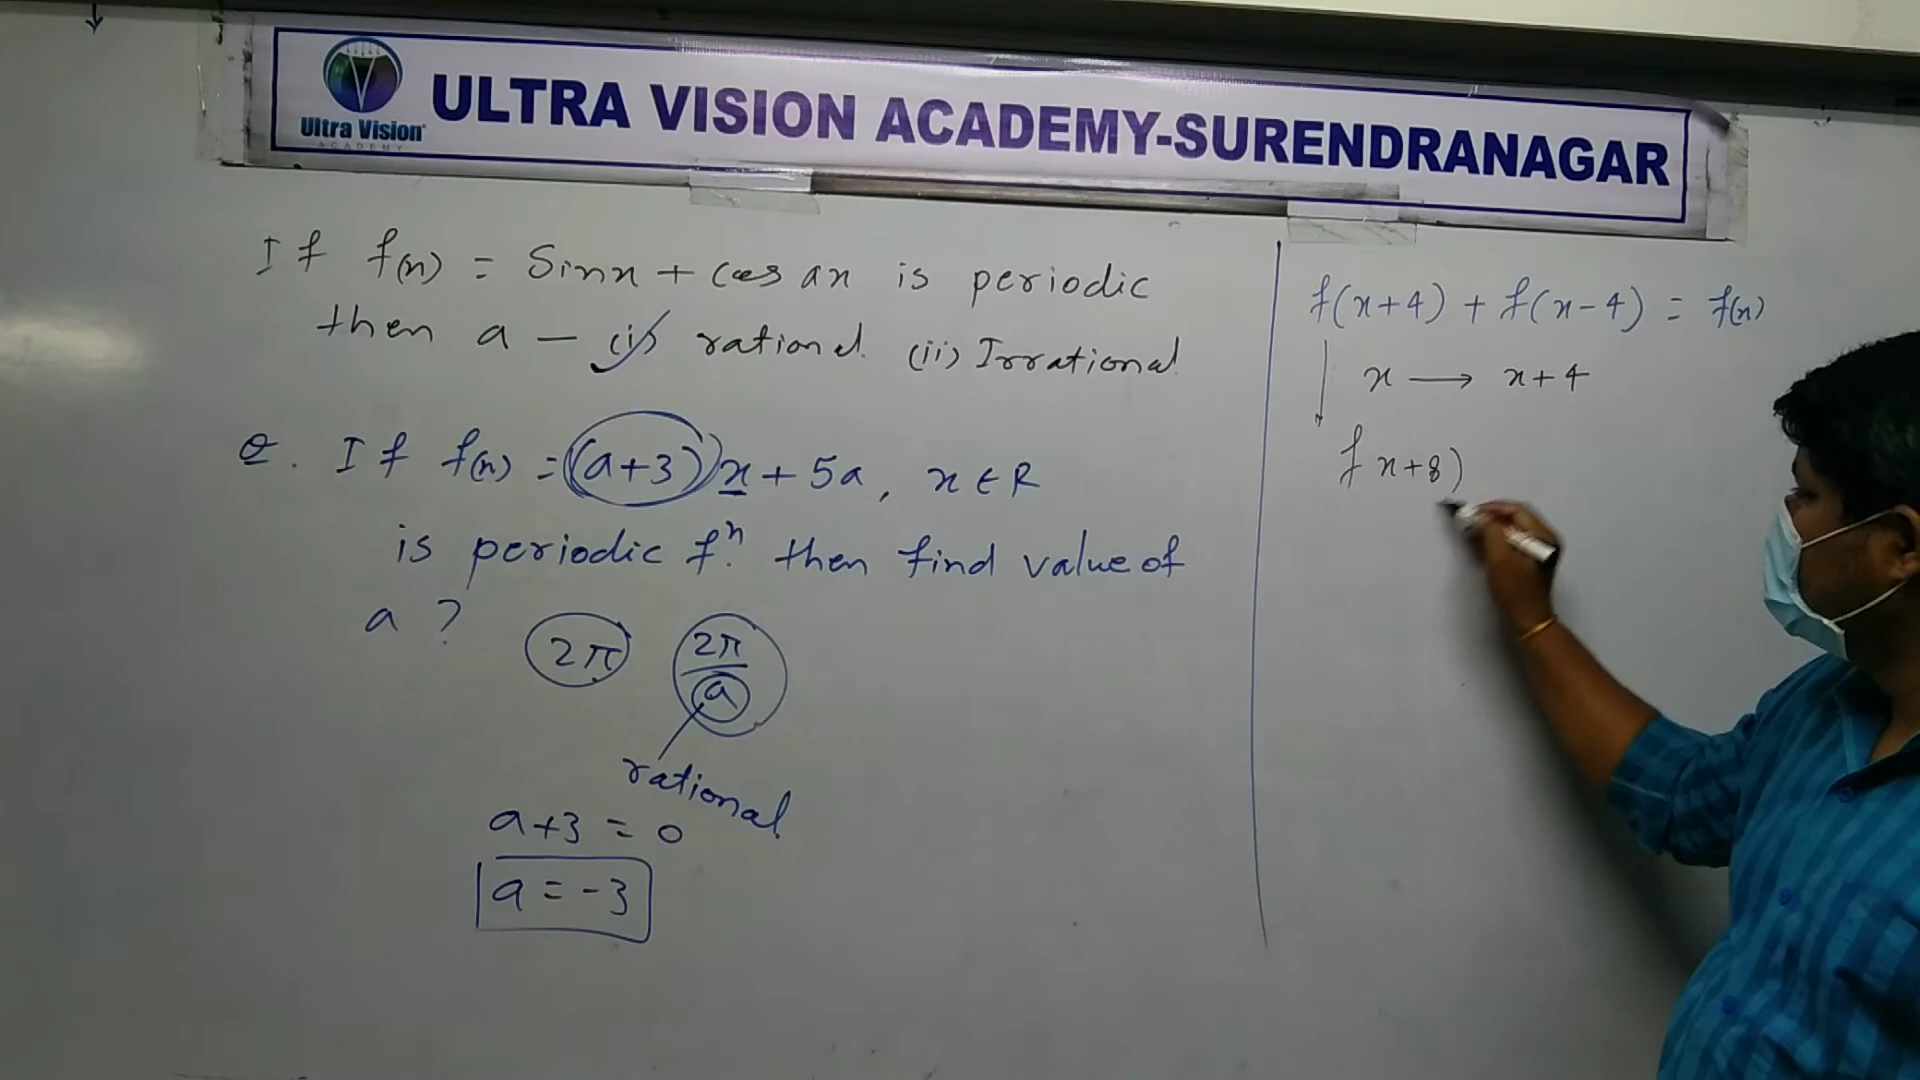 Ultra Vision
ACADEMY
ULTRA VISION ACADEMY-SURENDRANAGAR
If f(x) = Sinx + Cos ax is periodic
then a – (i) rational (ii) Irrational
Q. If f(x) = (a+3)x + 5a, x ∈ R
is periodic fⁿ. then find value of
a ?
2π
2π/a
rational
a+3 = 0
a = -3
f(x+4) + f(x-4) = f(x)
x ⟶ x+4
f x+8)